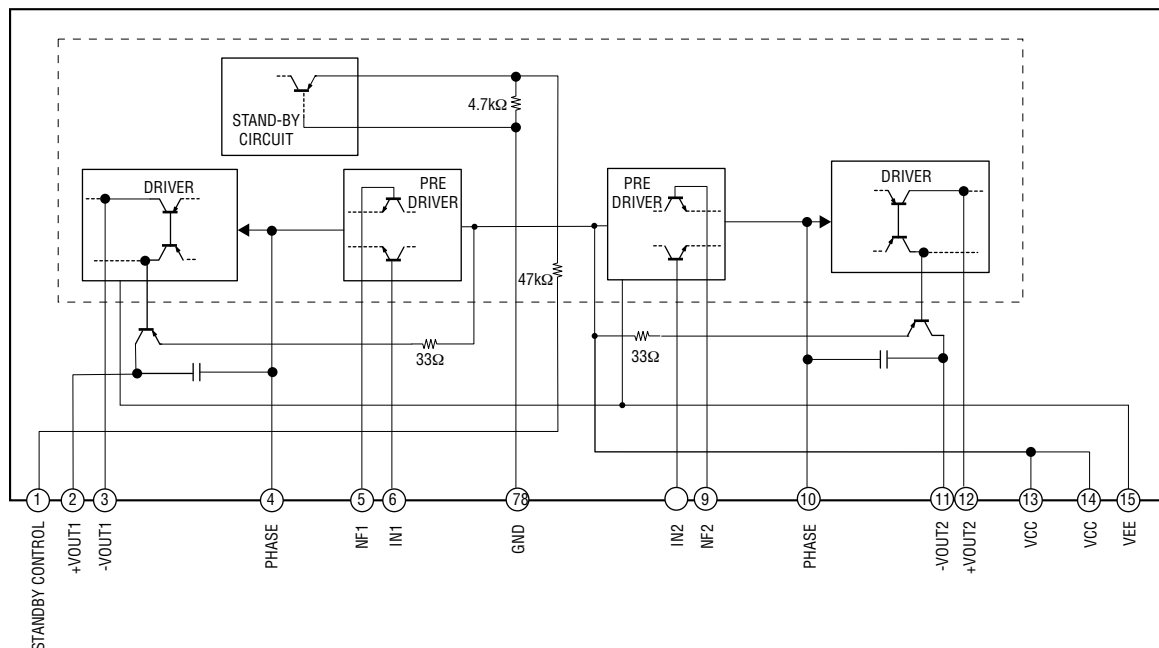 4.7kΩ
STAND-BY
CIRCUIT
DRIVER
PRE
DRIVER
PRE
DRIVER
DRIVER
47kΩ
33Ω
33Ω
1
2
3
4
5
6
78
9
10
11
12
13
14
15
STANDBY CONTROL
+VOUT1
-VOUT1
PHASE
NF1
IN1
GND
IN2
NF2
PHASE
-VOUT2
+VOUT2
VCC
VCC
VEE